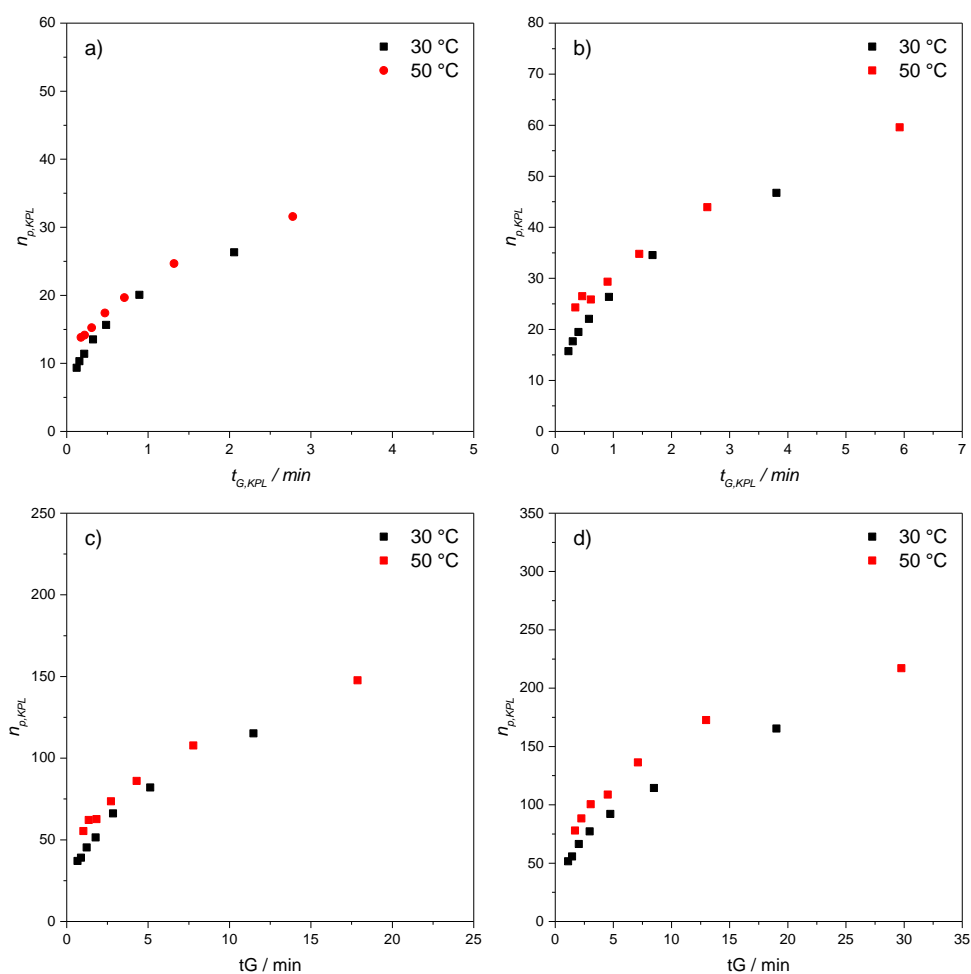 a)
30 °C
50 °C
60
50
40
30
20
10
0
n_p,KPL
0 1 2 3 4 5
t_G,KPL / min
b)
30 °C
50 °C
80
70
60
50
40
30
20
10
0
n_p,KPL
0 1 2 3 4 5 6 7
t_G,KPL / min
c)
30 °C
50 °C
250
200
150
100
50
0
n_p,KPL
0 5 10 15 20 25
tG / min
d)
30 °C
50 °C
350
300
250
200
150
100
50
0
n_p,KPL
0 5 10 15 20 25 30 35
tG / min